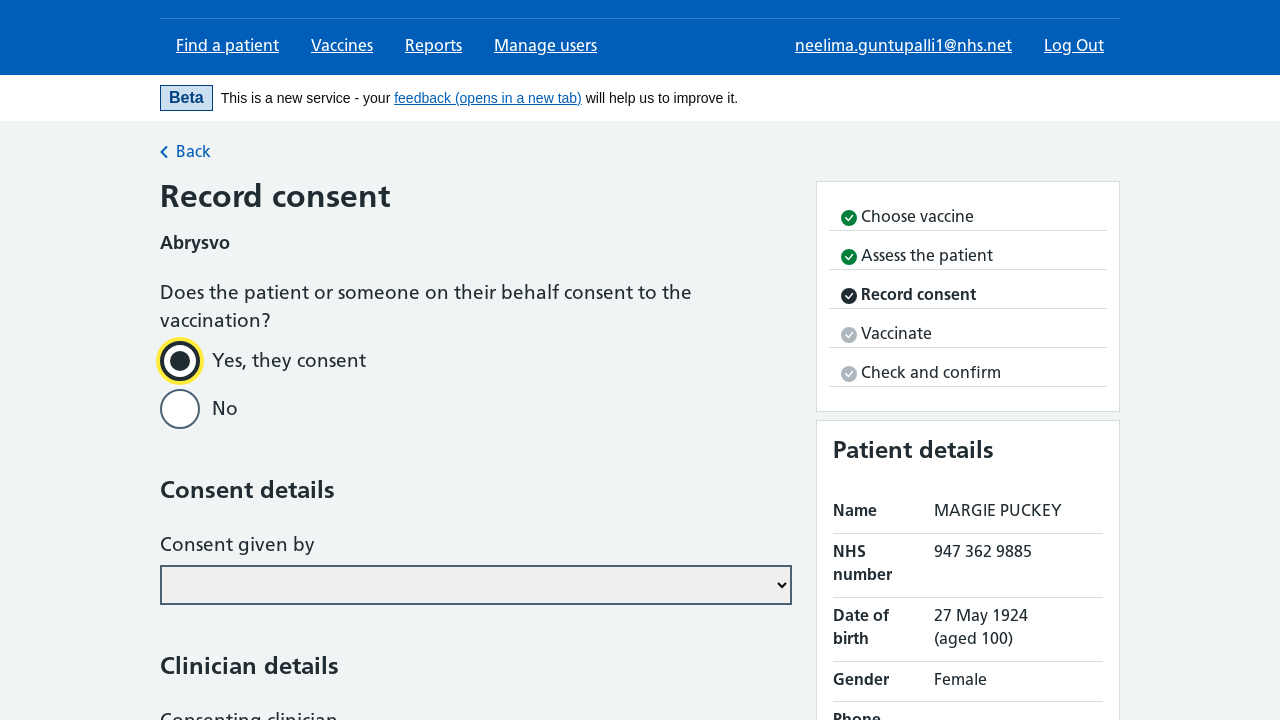 Find a patient
Vaccines
Reports
Manage users
neelima.guntupalli1@nhs.net
Log Out
Beta
This is a new service - your feedback (opens in a new tab) will help us to improve it.
Back
Record consent
Abrysvo
Does the patient or someone on their behalf consent to the
vaccination?
Yes, they consent
No
Consent details
Consent given by
Clinician details
Consenting clinician
Choose vaccine
Assess the patient
Record consent
Vaccinate
Check and confirm
Patient details
Name MARGIE PUCKEY
NHS 947 362 9885
number
Date of 27 May 1924
birth (aged 100)
Gender Female
Phone